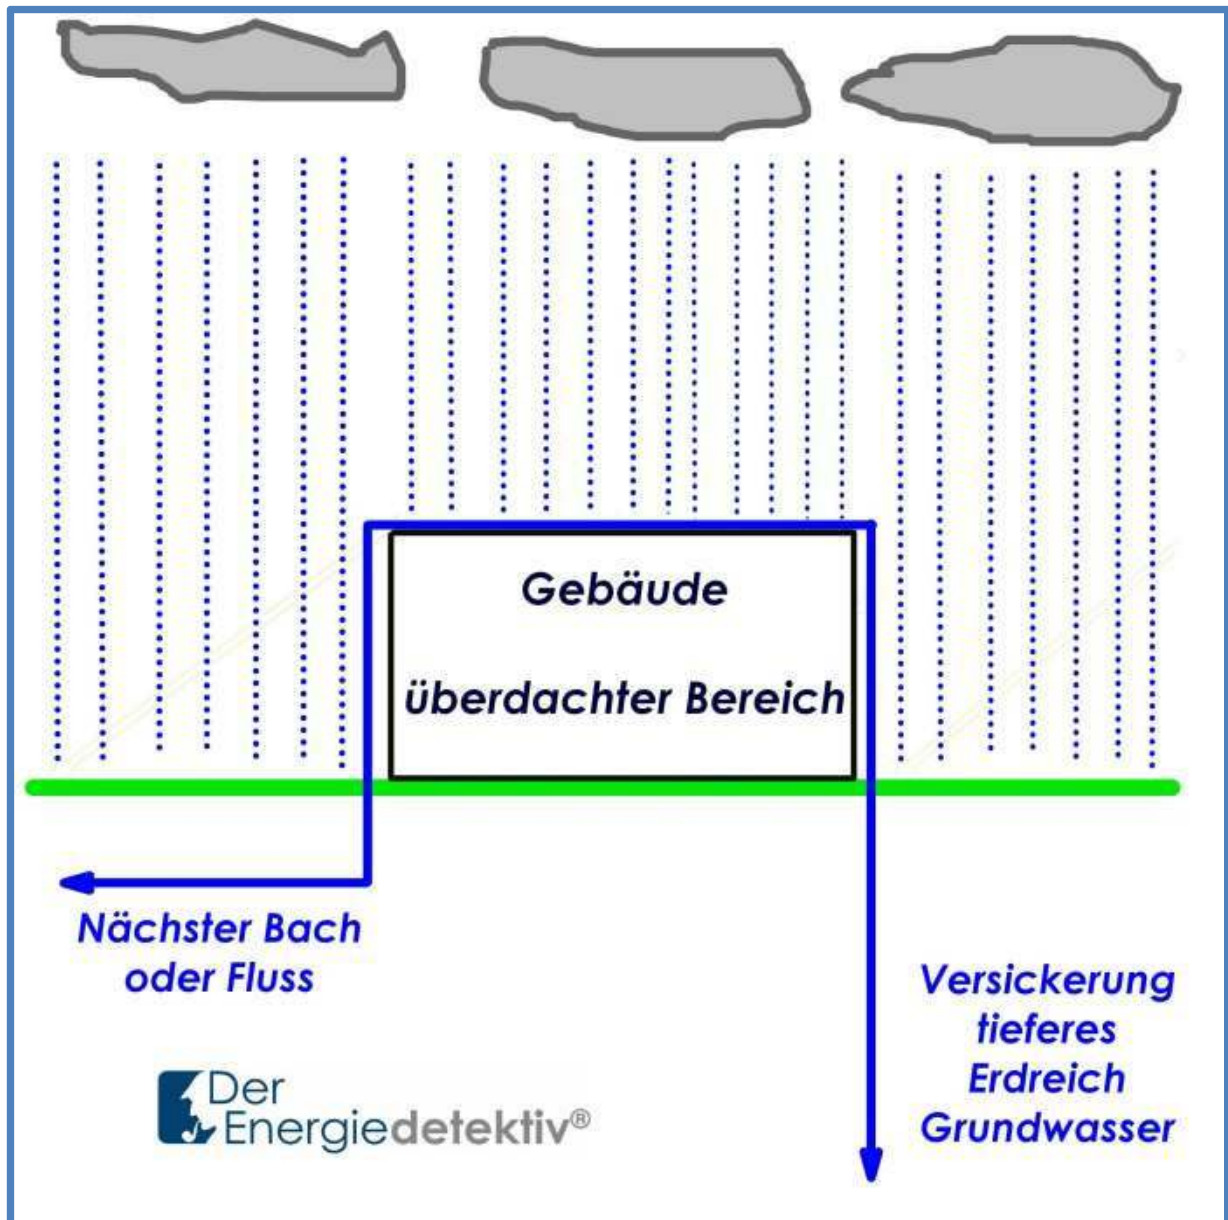 Gebäude
überdachter Bereich
Nächster Bach
oder Fluss
Versickerung
tieferes
Erdreich
Grundwasser
Der
Energiedetektiv®